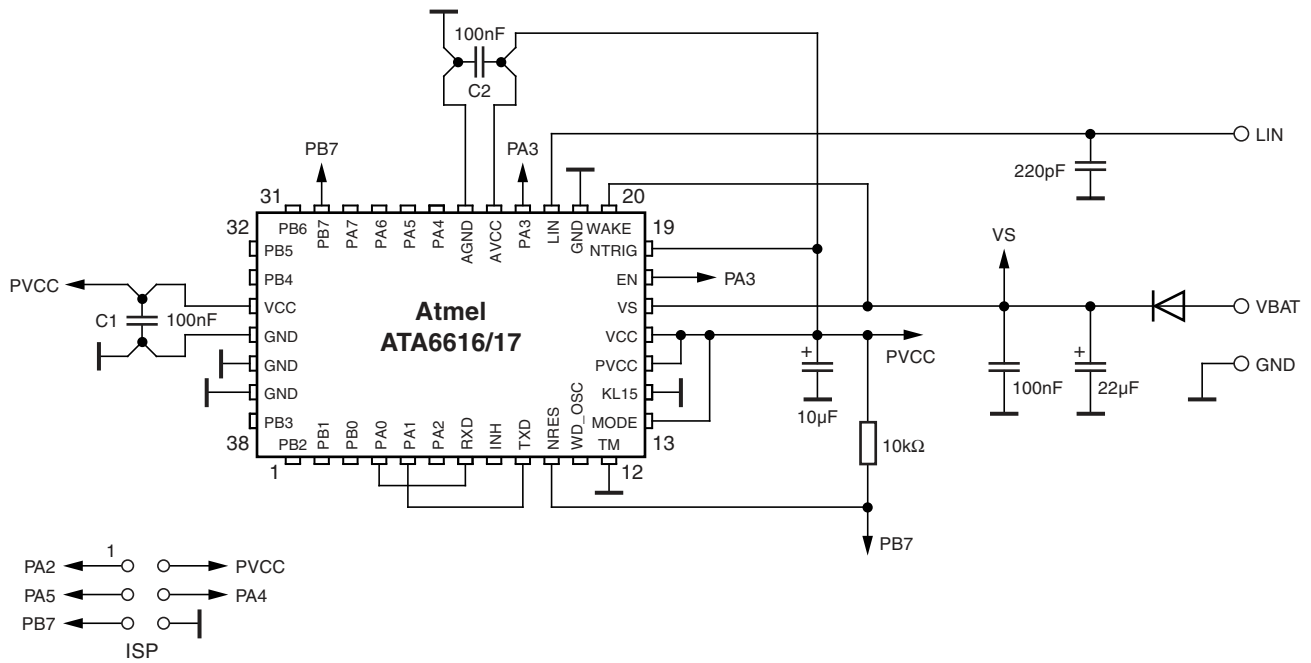 100nF
C2
LIN
220pF
PB7
PA3
31
20
PB6
PB7
PA7
PA6
PA5
PA4
AGND
AVCC
PA3
LIN
GND
WAKE
32
19
PB5
NTRIG
VS
PB4
EN
PA3
PVCC
VCC
VS
VBAT
C1
100nF
Atmel
ATA6616/17
GND
VCC
PVCC
GND
PVCC
GND
+
10µF
100nF
+
22µF
GND
KL15
PB3
MODE
38
13
PB2
PB1
PB0
PA0
PA1
PA2
RXD
INH
TXD
NRES
WD_OSC
TM
10kΩ
1
12
PB7
1
PA2
PVCC
PA5
PA4
PB7
ISP